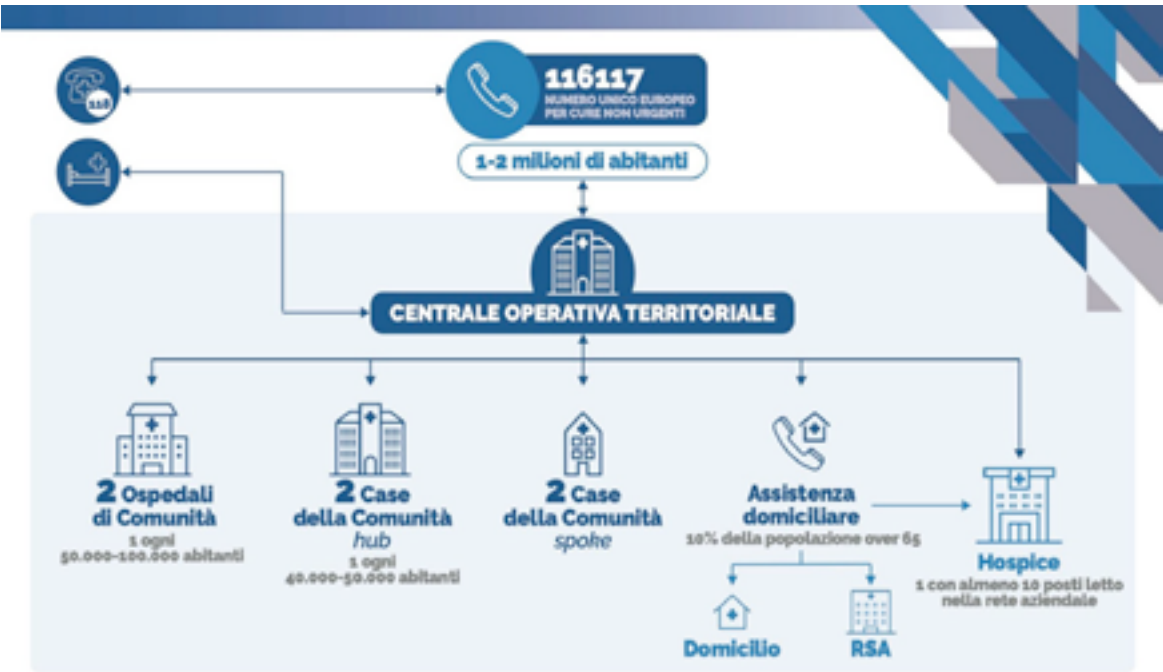 118
116117
NUMERO UNICO EUROPEO
PER CURE NON URGENTI
1-2 milioni di abitanti
CENTRALE OPERATIVA TERRITORIALE
2 Ospedali
di Comunità
1 ogni
50.000-100.000 abitanti
2 Case
della Comunità
hub
1 ogni
40.000-50.000 abitanti
2 Case
della Comunità
spoke
Assistenza
domiciliare
10% della popolazione over 65
Domicilio
RSA
Hospice
1 con almeno 10 posti letto
nella rete aziendale